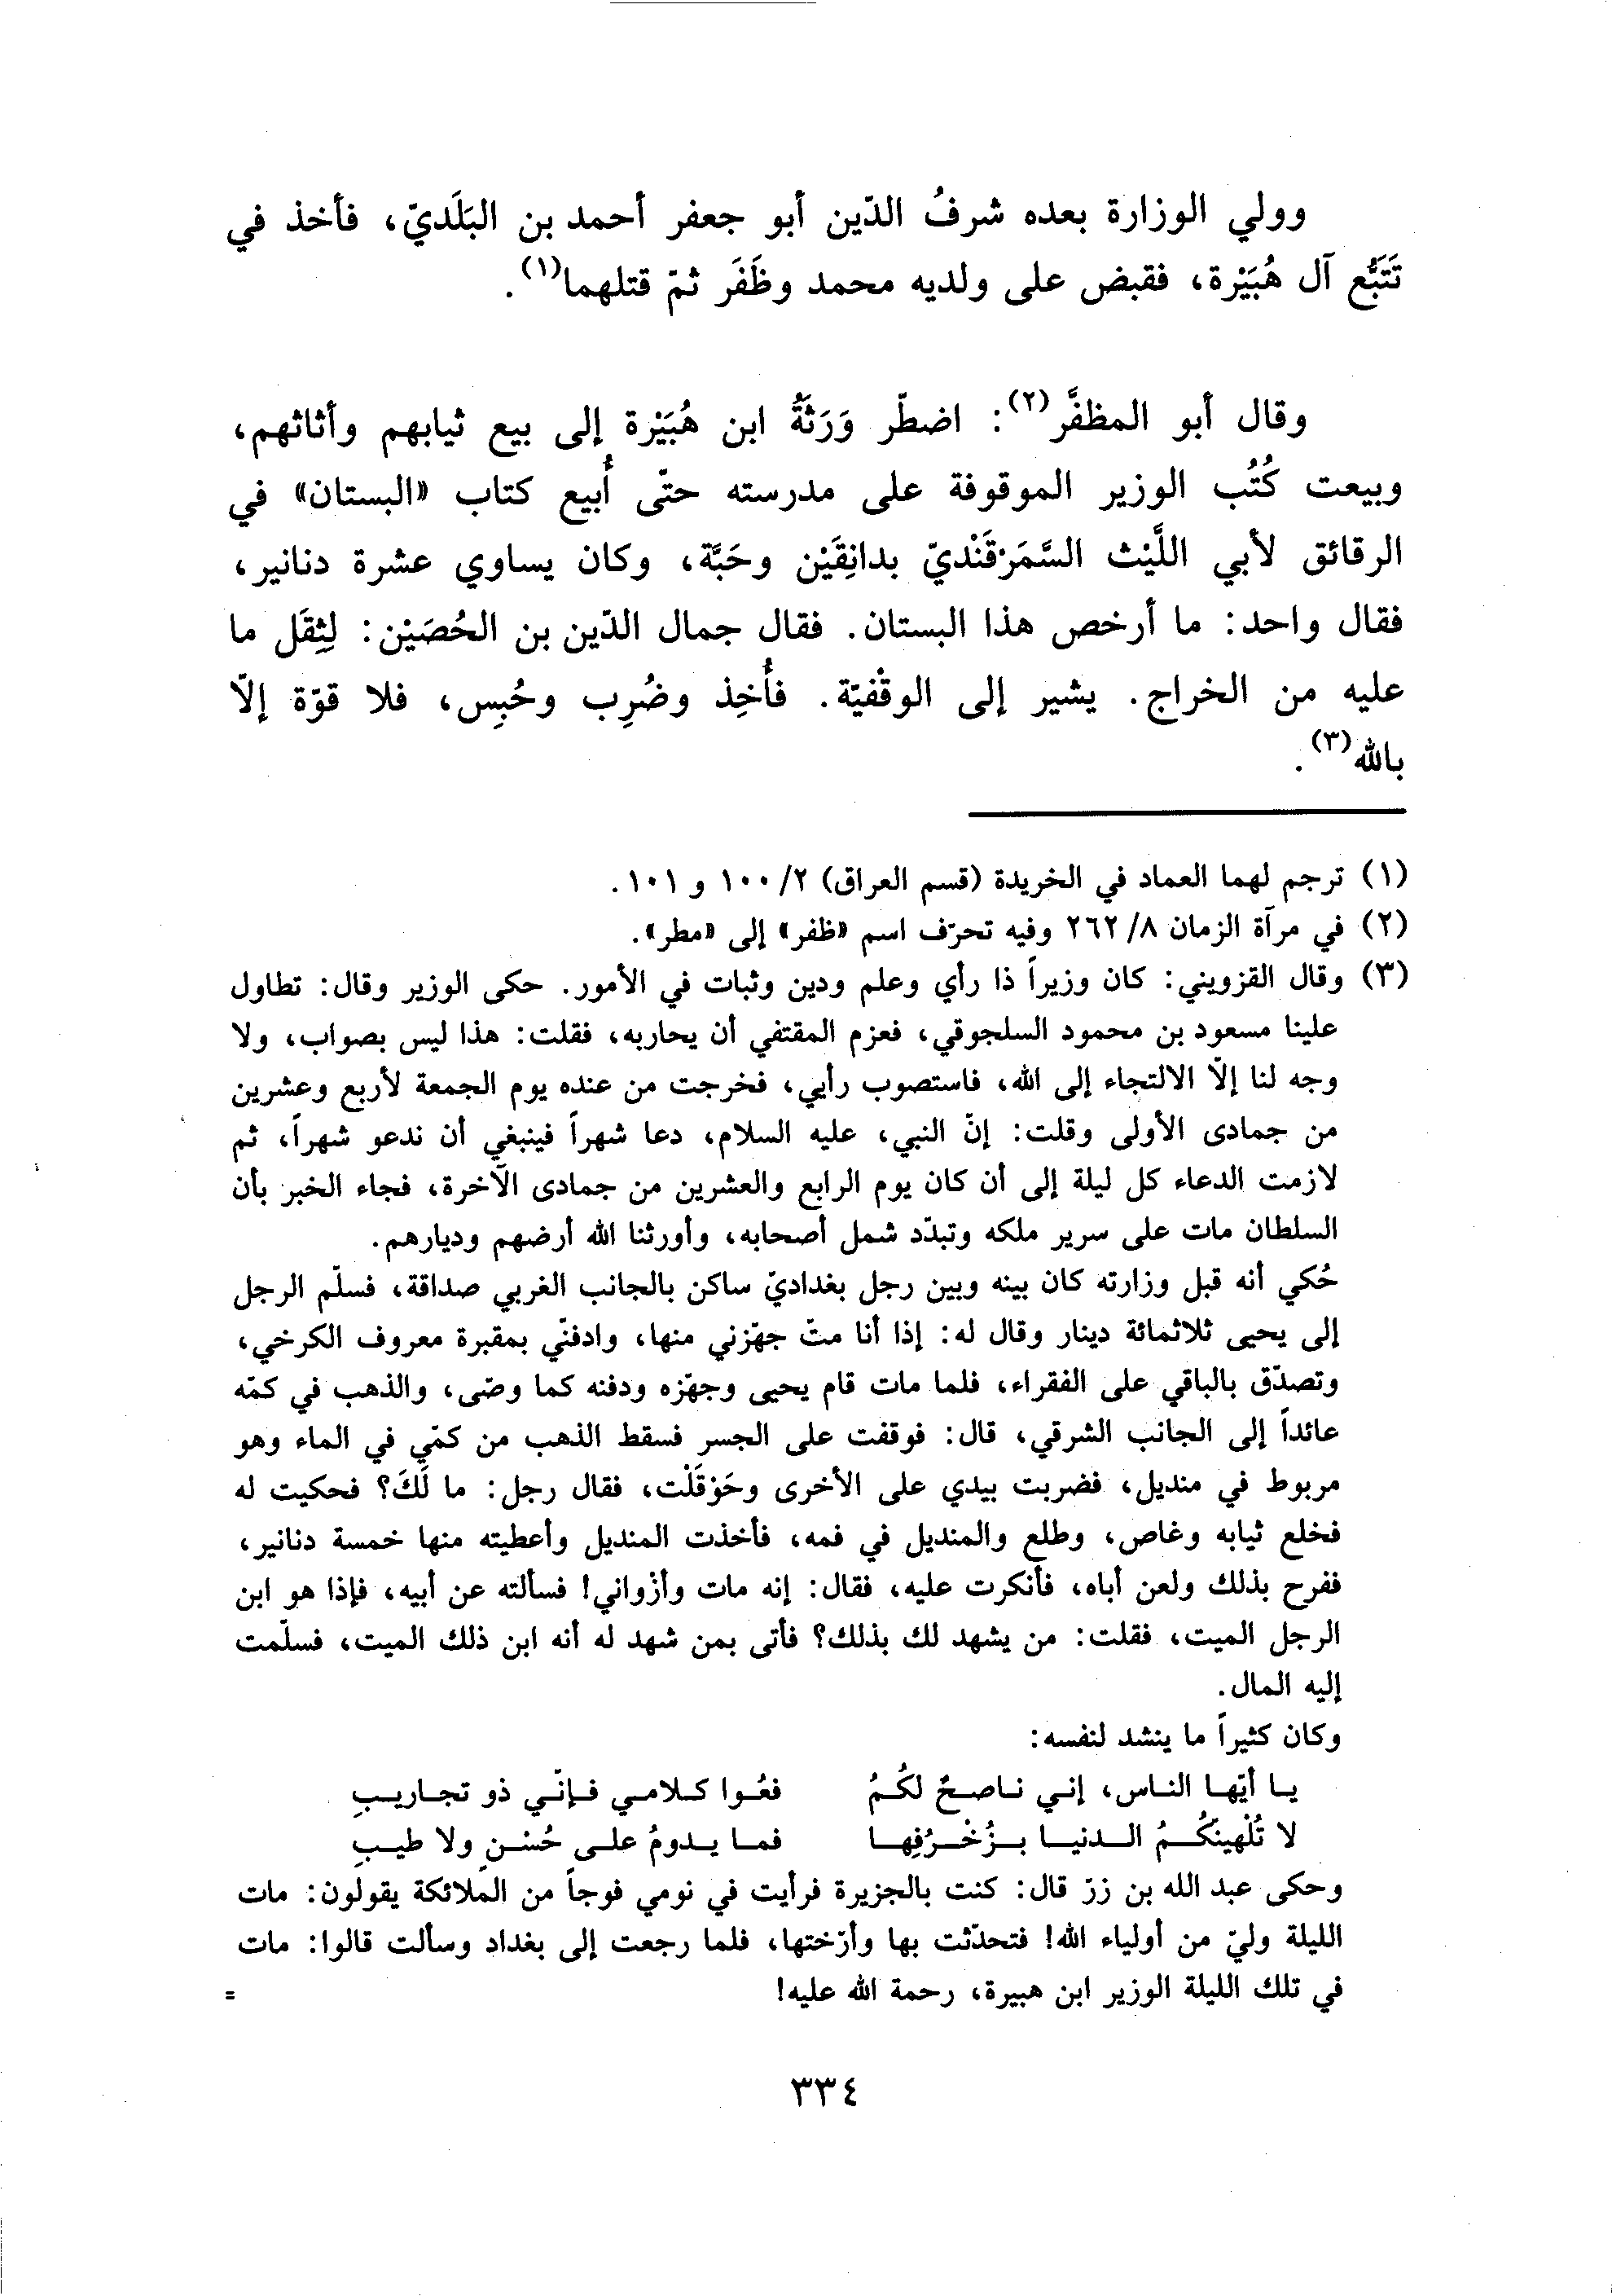 وولي الوزارة بعده شرفُ الدّين أبو جعفر أحمد بن البَلَديّ، فأخذ في
تَتَبُّع آل هُبَيْرة، فقبض على ولديه محمد وظَفَر ثمّ قتلهما(١).
وقال أبو المظفَّر(٢): اضطّر وَرَثَةُ ابن هُبَيْرة إلى بيع ثيابهم وأثاثهم،
وبيعت كُتُب الوزير الموقوفة على مدرسته حتّى أُبيع كتاب «البستان» في
الرقائق لأبي اللَّيْث السَّمَرْقَنْديّ بدانِقَيْن وحَبَّة، وكان يساوي عشرة دنانير،
فقال واحد: ما أرخص هذا البستان. فقال جمال الدّين بن الحُصَيْن: لِثِقَل ما
عليه من الخراج. يشير إلى الوقْفيّة. فأُخِذ وضُرِب وحُبِس، فلا قوّة إلّا
بالله(٣).
(١) ترجم لهما العماد في الخريدة (قسم العراق) ٢/ ١٠٠ و ١٠١.
(٢) في مرآة الزمان ٨/ ٢٦٢ وفيه تحرّف اسم «ظفر» إلى «مطر».
(٣) وقال القزويني: كان وزيراً ذا رأي وعلم ودين وثبات في الأمور. حكى الوزير وقال: تطاول
علينا مسعود بن محمود السلجوقي، فعزم المقتفي أن يحاربه، فقلت: هذا ليس بصواب، ولا
وجه لنا إلّا الالتجاء إلى الله، فاستصوب رأيي، فخرجت من عنده يوم الجمعة لأربع وعشرين
من جمادى الأولى وقلت: إنّ النبي، عليه السلام، دعا شهراً فينبغي أن ندعو شهراً، ثم
لازمت الدعاء كل ليلة إلى أن كان يوم الرابع والعشرين من جمادى الآخرة، فجاء الخبر بأن
السلطان مات على سرير ملكه وتبدّد شمل أصحابه، وأورثنا الله أرضهم وديارهم.
حُكي أنه قبل وزارته كان بينه وبين رجل بغداديّ ساكن بالجانب الغربي صداقة، فسلّم الرجل
إلى يحيى ثلاثمائة دينار وقال له: إذا أنا متّ جهّزني منها، وادفنّي بمقبرة معروف الكرخي،
وتصدّق بالباقي على الفقراء، فلما مات قام يحيى وجهّزه ودفنه كما وصّى، والذهب في كمّه
عائداً إلى الجانب الشرقي، قال: فوقفت على الجسر فسقط الذهب من كمّي في الماء وهو
مربوط في منديل، فضربت بيدي على الأخرى وحَوْقَلْت، فقال رجل: ما لَكَ؟ فحكيت له
فخلع ثيابه وغاص، وطلع والمنديل في فمه، فأخذت المنديل وأعطيته منها خمسة دنانير،
ففرح بذلك ولعن أباه، فأنكرت عليه، فقال: إنه مات وأزْواني! فسألته عن أبيه، فإذا هو ابن
الرجل الميت، فقلت: من يشهد لك بذلك؟ فأتى بمن شهد له أنه ابن ذلك الميت، فسلّمت
إليه المال.
وكان كثيراً ما ينشد لنفسه:
يا أيّها الناس، إني ناصحٌ لكُمُ فعُوا كلامي فإنّي ذو تجاريبِ
لا تُلْهينّكُمُ الدنيا بزُخْرُفِها فما يدومُ على حُسْنٍ ولا طيبِ
وحكى عبد الله بن زرّ قال: كنت بالجزيرة فرأيت في نومي فوجاً من الملائكة يقولون: مات
الليلة وليّ من أولياء الله! فتحدّثت بها وأرّختها، فلما رجعت إلى بغداد وسألت قالوا: مات
في تلك الليلة الوزير ابن هبيرة، رحمة الله عليه! =
٣٣٤